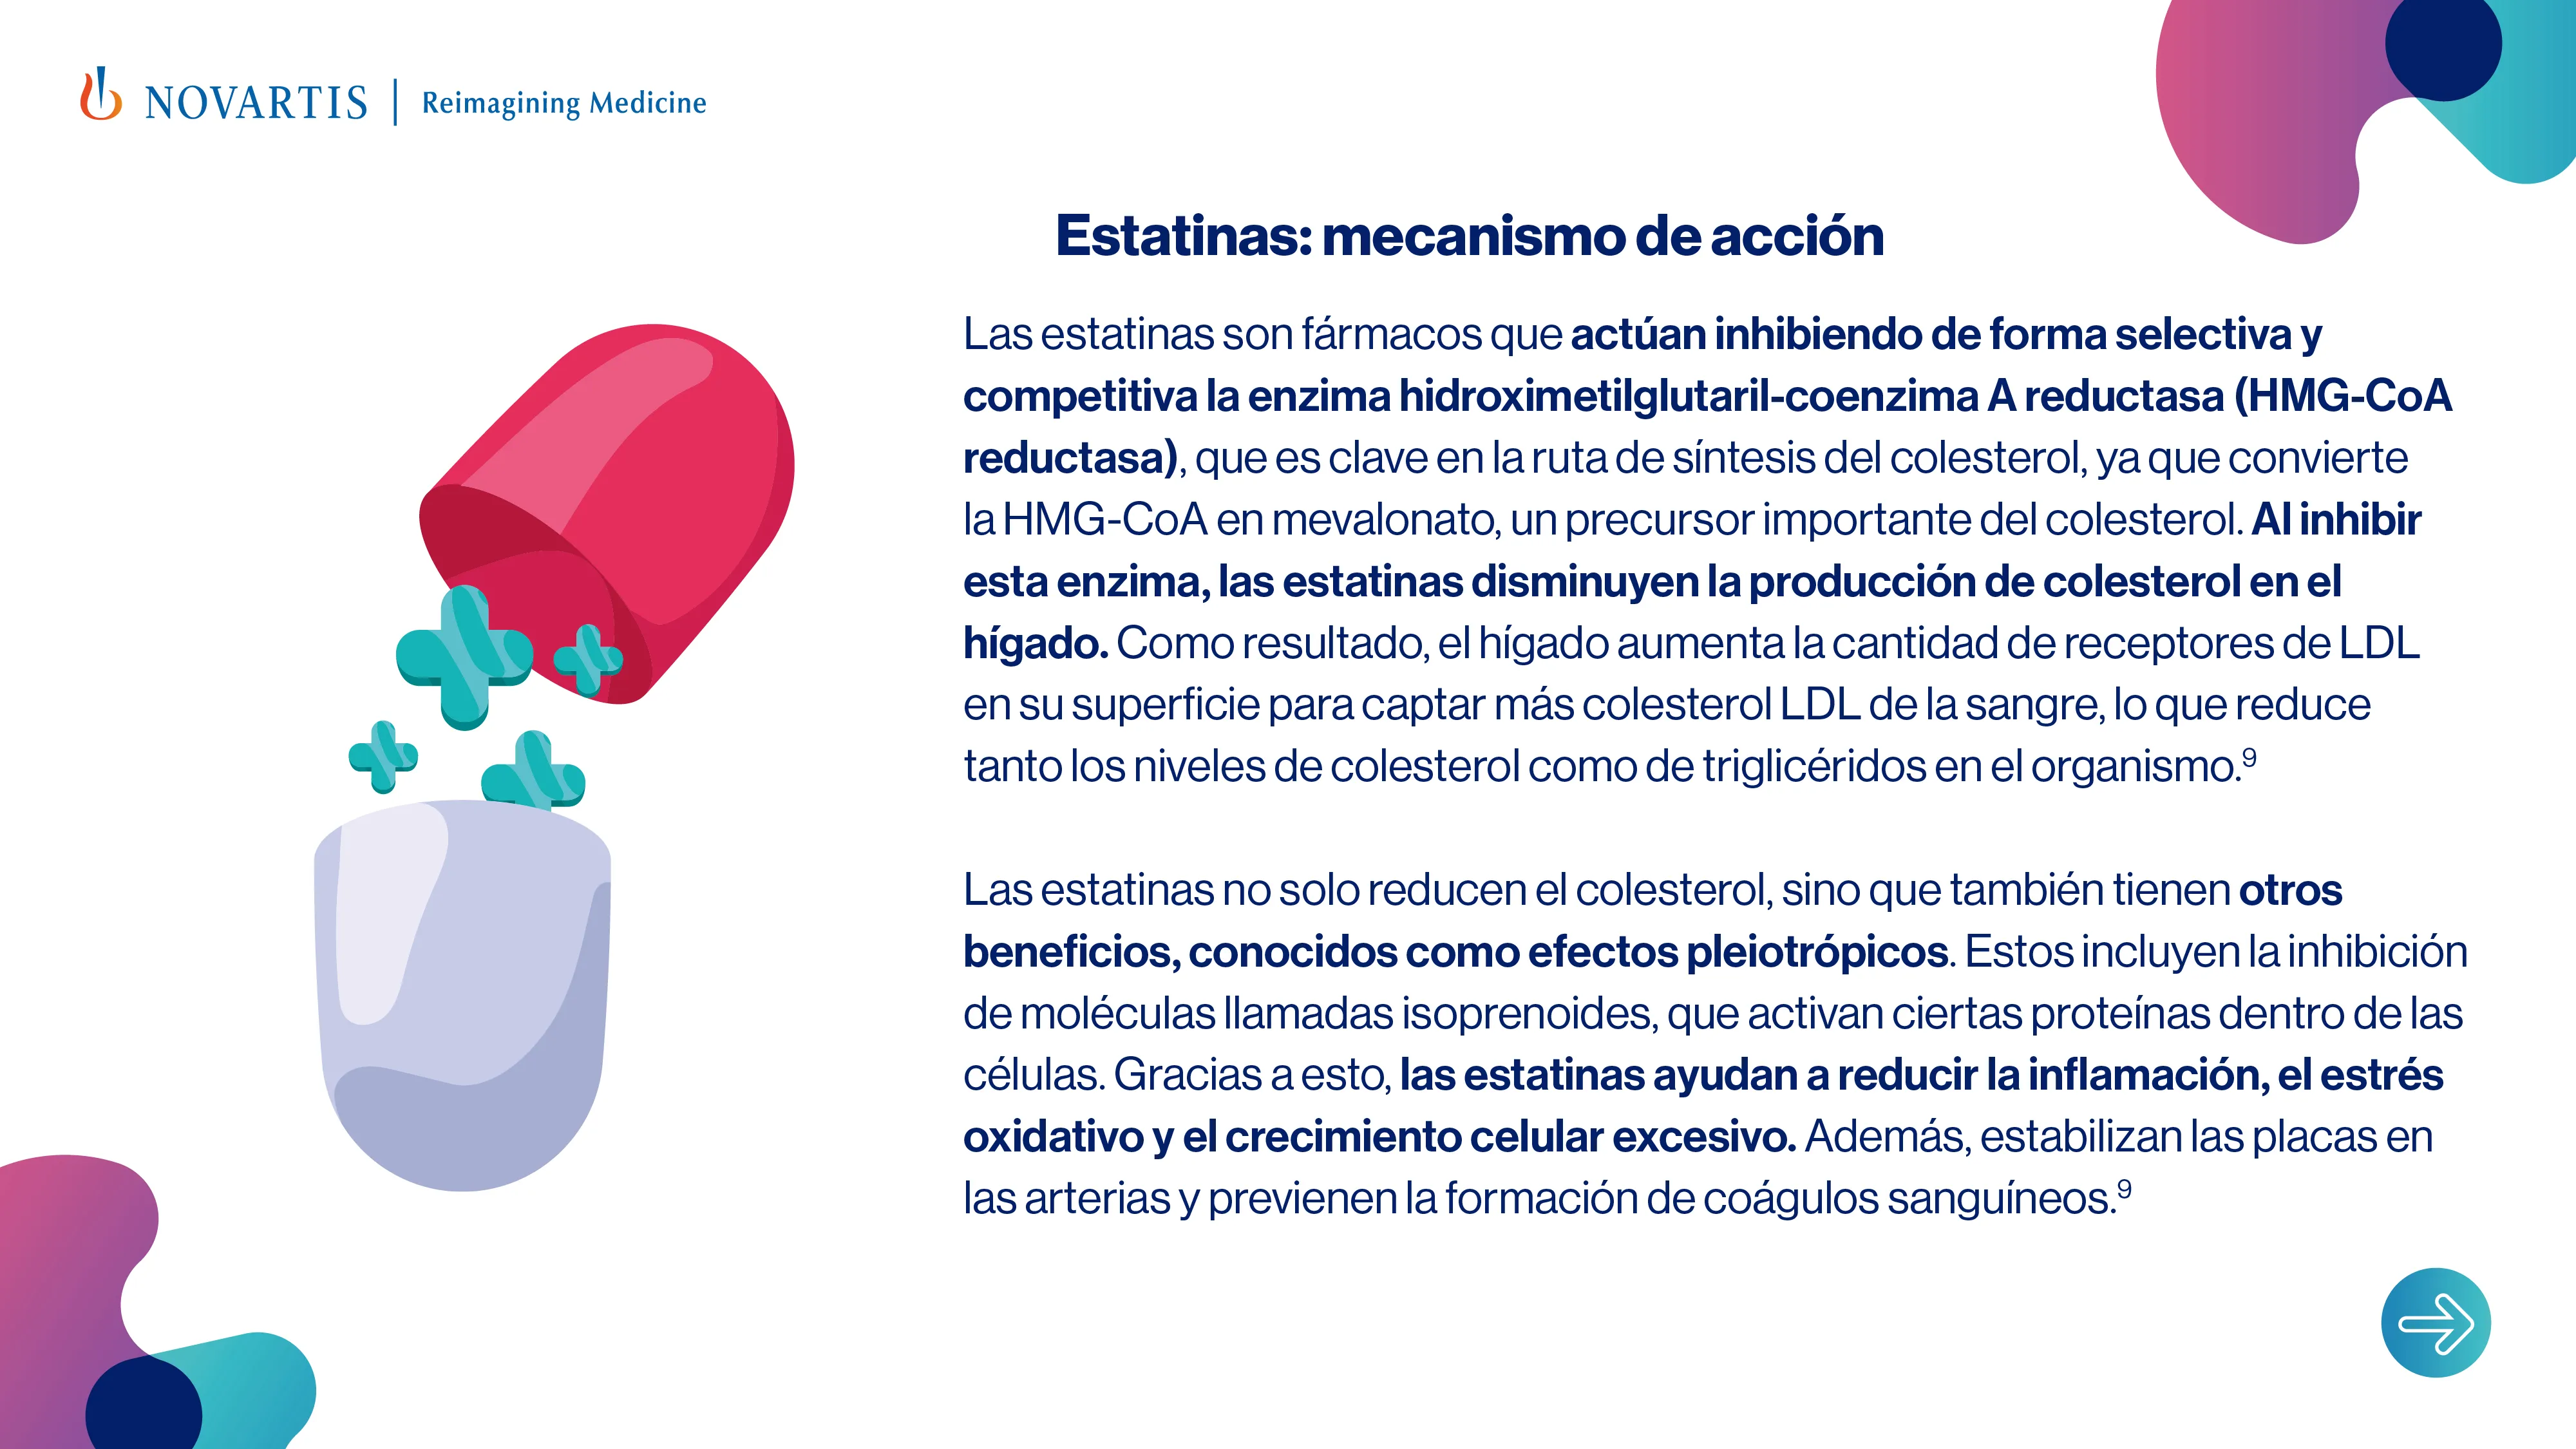 NOVARTIS | Reimagining Medicine
Estatinas: mecanismo de acción
Las estatinas son fármacos que actúan inhibiendo de forma selectiva y
competitiva la enzima hidroximetilglutaril-coenzima A reductasa (HMG-CoA
reductasa), que es clave en la ruta de síntesis del colesterol, ya que convierte
la HMG-CoA en mevalonato, un precursor importante del colesterol. Al inhibir
esta enzima, las estatinas disminuyen la producción de colesterol en el
hígado. Como resultado, el hígado aumenta la cantidad de receptores de LDL
en su superficie para captar más colesterol LDL de la sangre, lo que reduce
tanto los niveles de colesterol como de triglicéridos en el organismo.⁹
Las estatinas no solo reducen el colesterol, sino que también tienen otros
beneficios, conocidos como efectos pleiotrópicos. Estos incluyen la inhibición
de moléculas llamadas isoprenoides, que activan ciertas proteínas dentro de las
células. Gracias a esto, las estatinas ayudan a reducir la inflamación, el estrés
oxidativo y el crecimiento celular excesivo. Además, estabilizan las placas en
las arterias y previenen la formación de coágulos sanguíneos.⁹